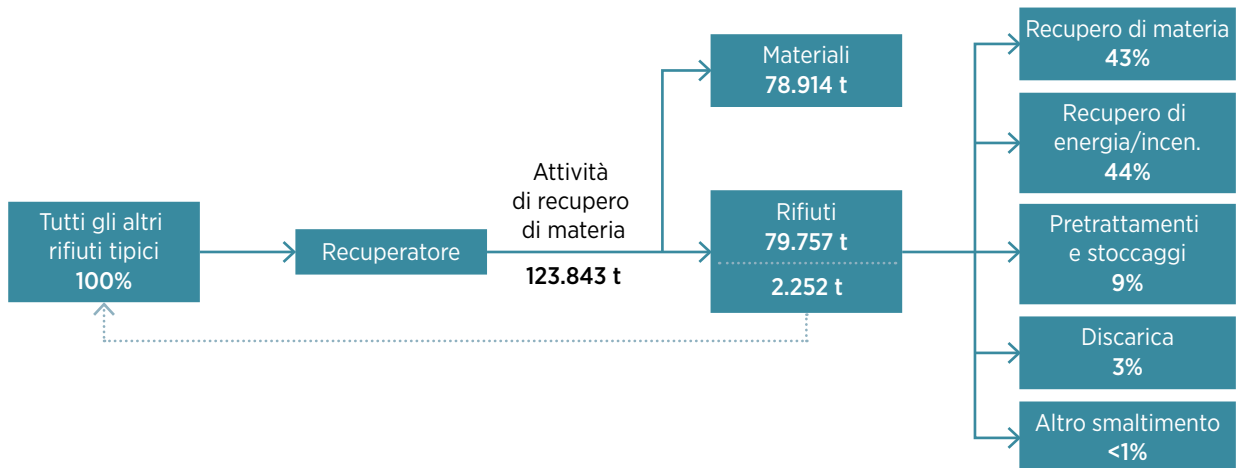 Tutti gli altri
rifiuti tipici
100%
Recuperatore
Attività
di recupero
di materia
123.843 t
Materiali
78.914 t
Rifiuti
79.757 t
2.252 t
Recupero di materia
43%
Recupero di
energia/incen.
44%
Pretrattamenti
e stoccaggi
9%
Discarica
3%
Altro smaltimento
<1%